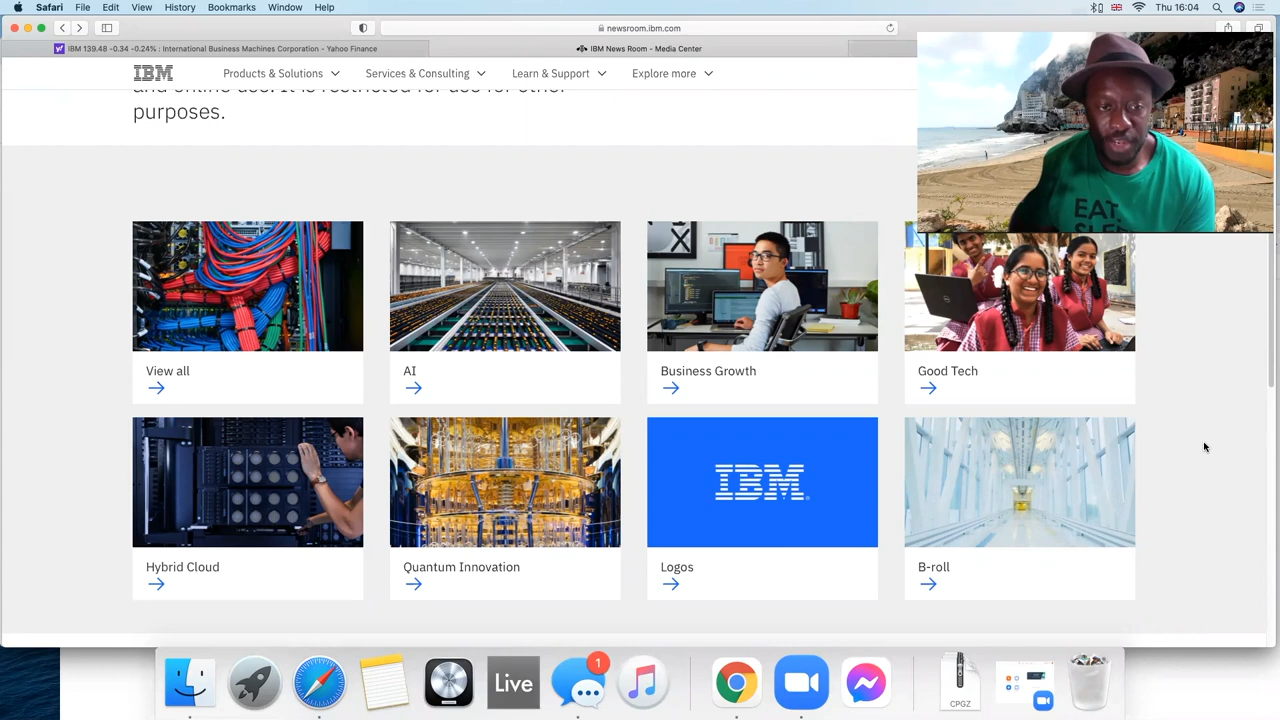 Safari File Edit View History Bookmarks Window Help
Thu 16:04
newsroom.ibm.com
IBM 139.48 -0.34 -0.24% : International Business Machines Corporation - Yahoo Finance
IBM News Room - Media Center
IBM
Products & Solutions
Services & Consulting
Learn & Support
Explore more
purposes.
EAT,
View all
AI
Business Growth
Good Tech
IBM
Hybrid Cloud
Quantum Innovation
Logos
B-roll
Live
1
CPGZ